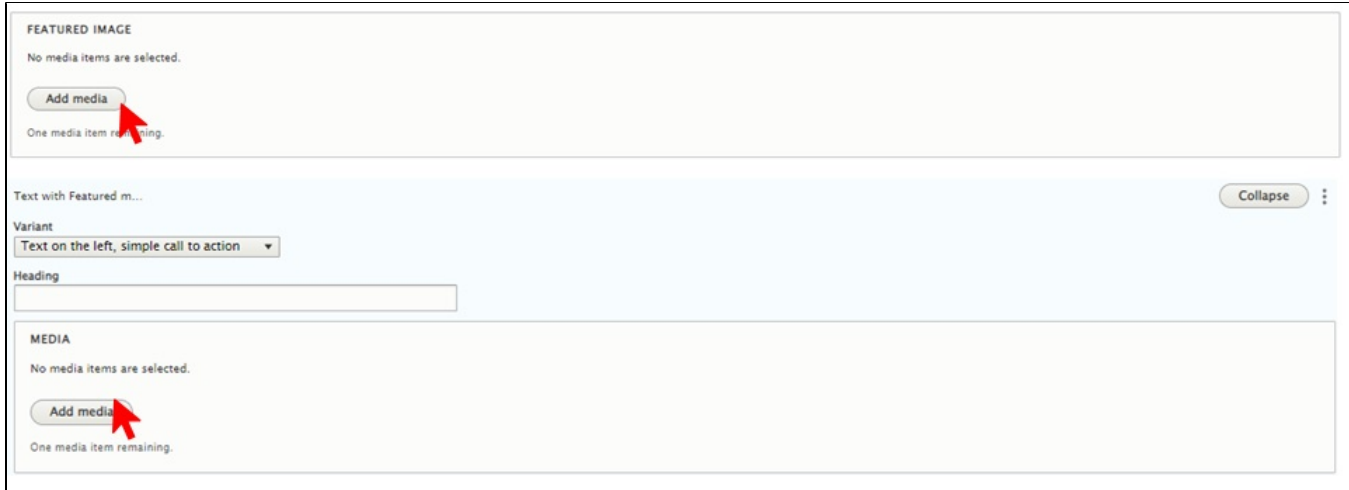 FEATURED IMAGE
No media items are selected.
Add media
One media item remaining.
Text with Featured m...
Collapse
Variant
Text on the left, simple call to action
Heading
MEDIA
No media items are selected.
Add media
One media item remaining.